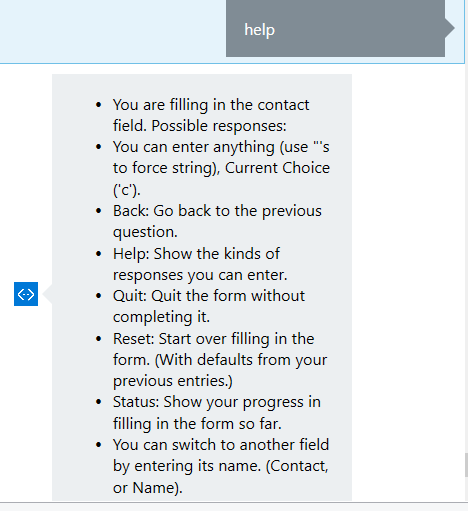 help
• You are filling in the contact
field. Possible responses:
• You can enter anything (use "'s
to force string), Current Choice
('c').
• Back: Go back to the previous
question.
• Help: Show the kinds of
responses you can enter.
• Quit: Quit the form without
completing it.
• Reset: Start over filling in the
form. (With defaults from your
previous entries.)
• Status: Show your progress in
filling in the form so far.
• You can switch to another field
by entering its name. (Contact,
or Name).